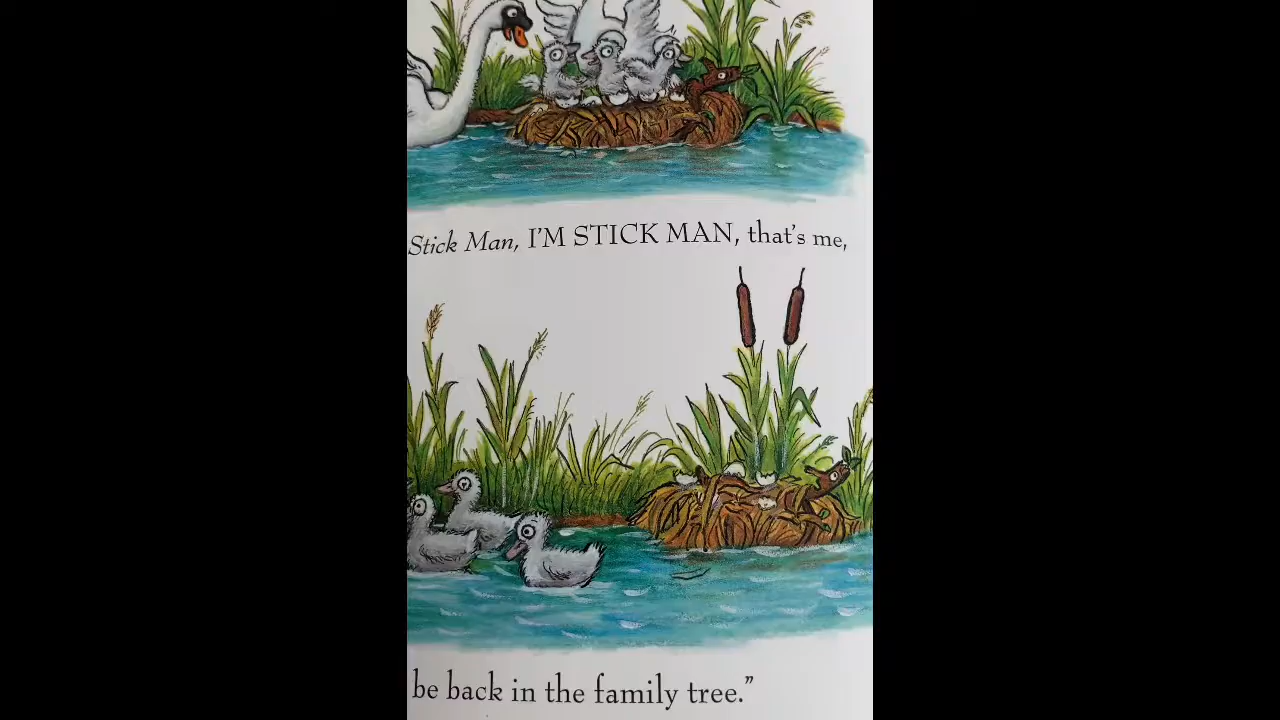 Stick Man, I'M STICK MAN, that's me,
be back in the family tree.”